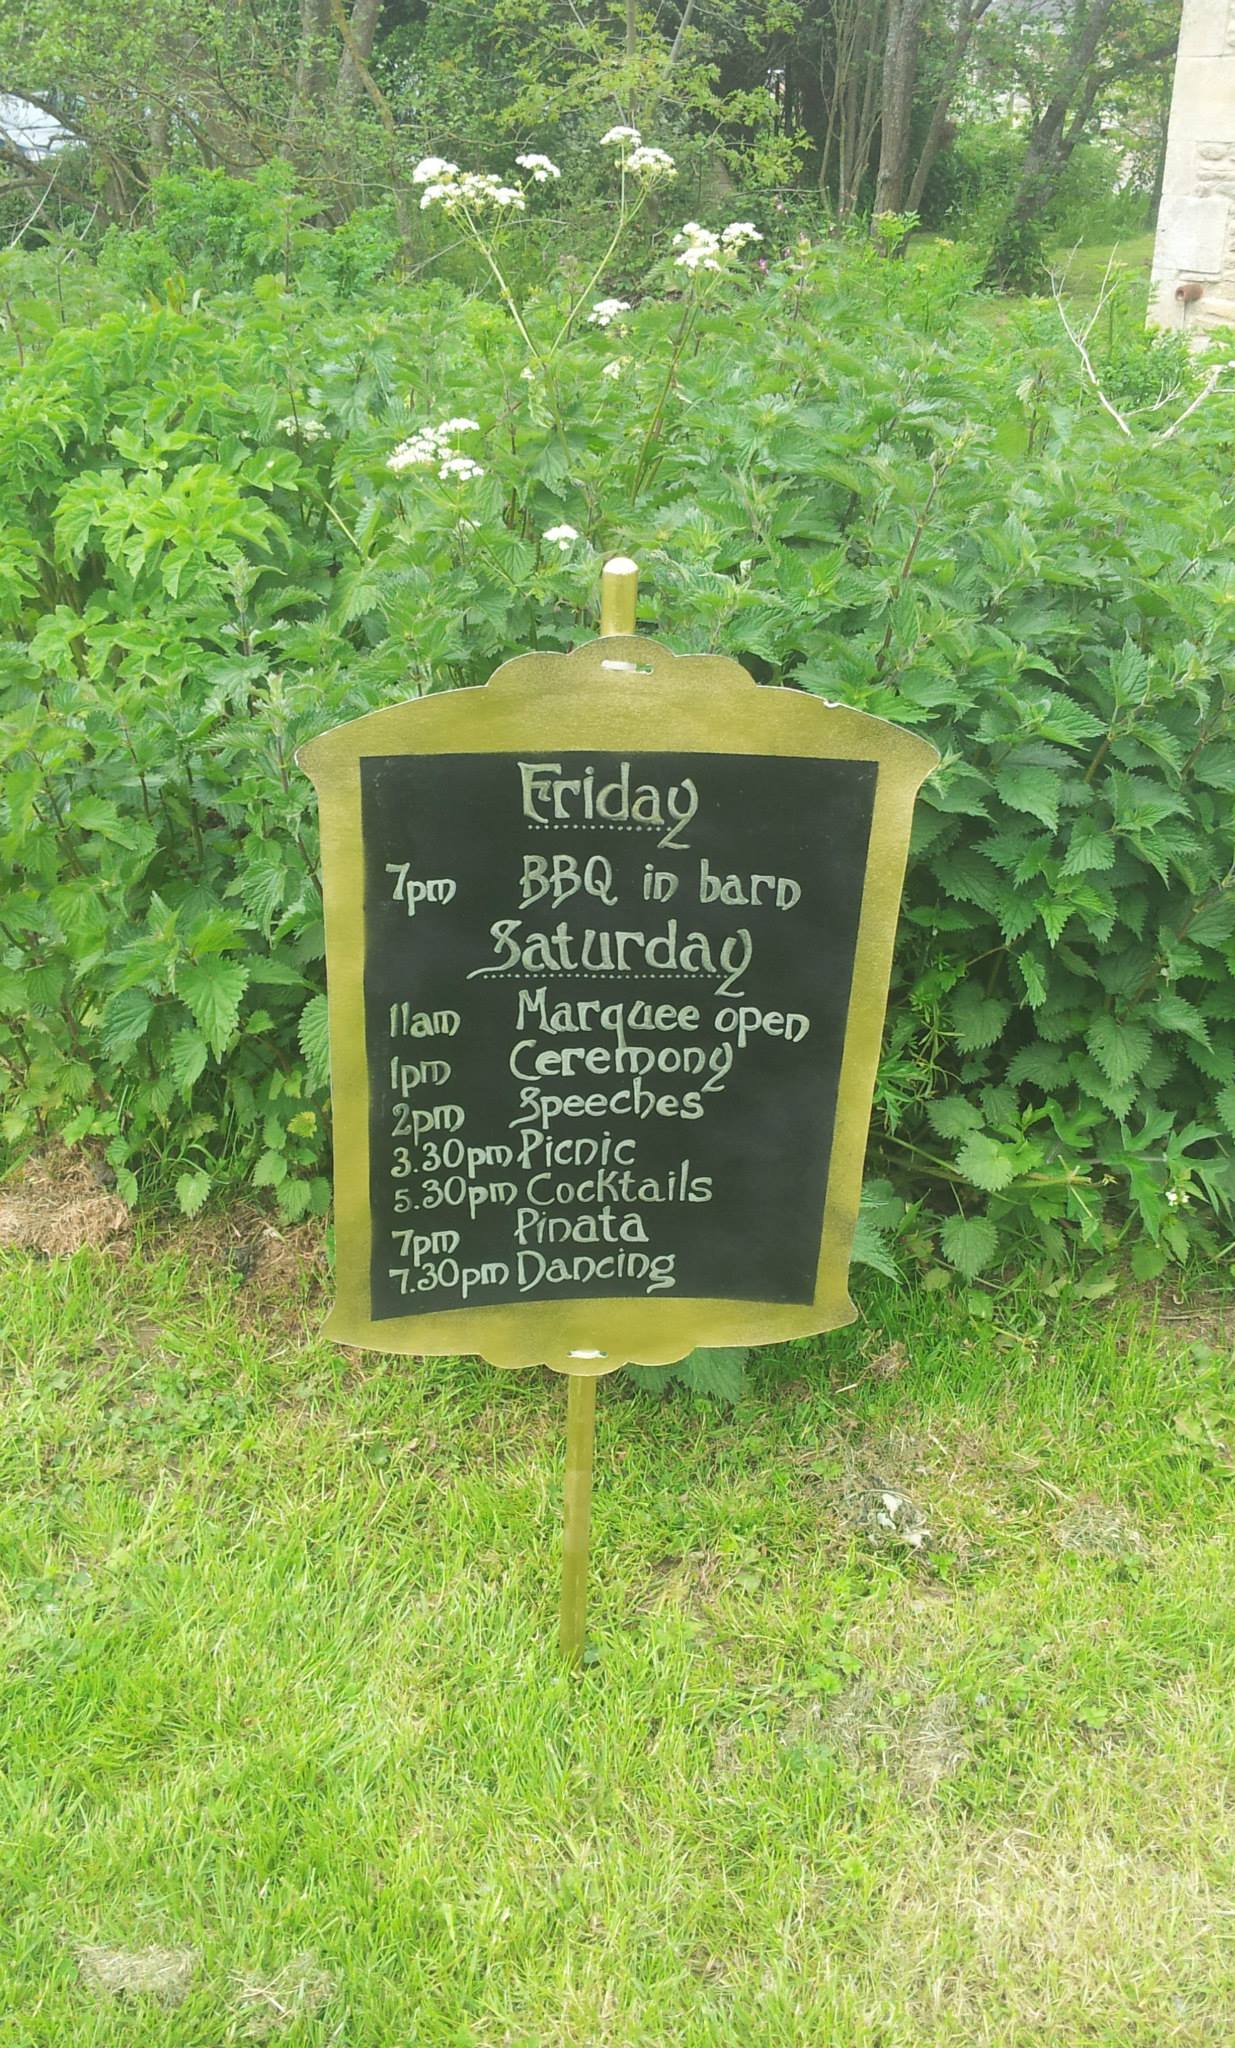 Friday
7pm BBQ in barn
Saturday
11am Marquee open
1pm Ceremony
2pm Speeches
3.30pm Picnic
5.30pm Cocktails
7pm Pinata
7.30pm Dancing